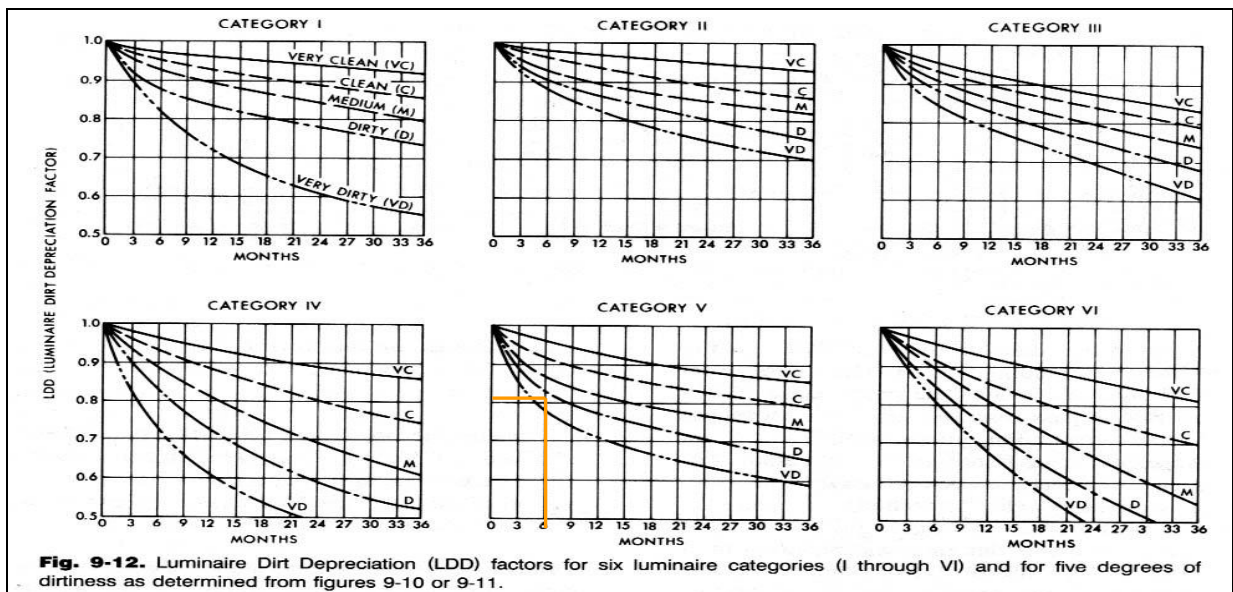 CATEGORY I
CATEGORY II
CATEGORY III
1.0
0.9
0.8
0.7
0.6
0.5
VERY CLEAN (VC)
CLEAN (C)
MEDIUM (M)
DIRTY (D)
VERY DIRTY (VD)
0 3 6 9 12 15 18 21 24 27 30 33 36
MONTHS
VC
C
M
D
VD
0 3 6 9 12 15 18 21 24 27 30 33 36
MONTHS
VC
C
M
D
VD
0 3 6 9 12 15 18 21 24 27 30 33 36
MONTHS
LDD (LUMINAIRE DIRT DEPRECIATION FACTOR)
CATEGORY IV
CATEGORY V
CATEGORY VI
1.0
0.9
0.8
0.7
0.6
0.5
VC
C
M
D
VD
0 3 6 9 12 15 18 21 24 27 30 33 36
MONTHS
VC
C
M
D
VD
0 3 6 9 12 15 18 21 24 27 30 33 36
MONTHS
VC
C
M
D
VD
0 3 6 9 12 15 18 21 24 27 3 33 36
MONTHS
Fig. 9-12. Luminaire Dirt Depreciation (LDD) factors for six luminaire categories (I through VI) and for five degrees of
dirtiness as determined from figures 9-10 or 9-11.